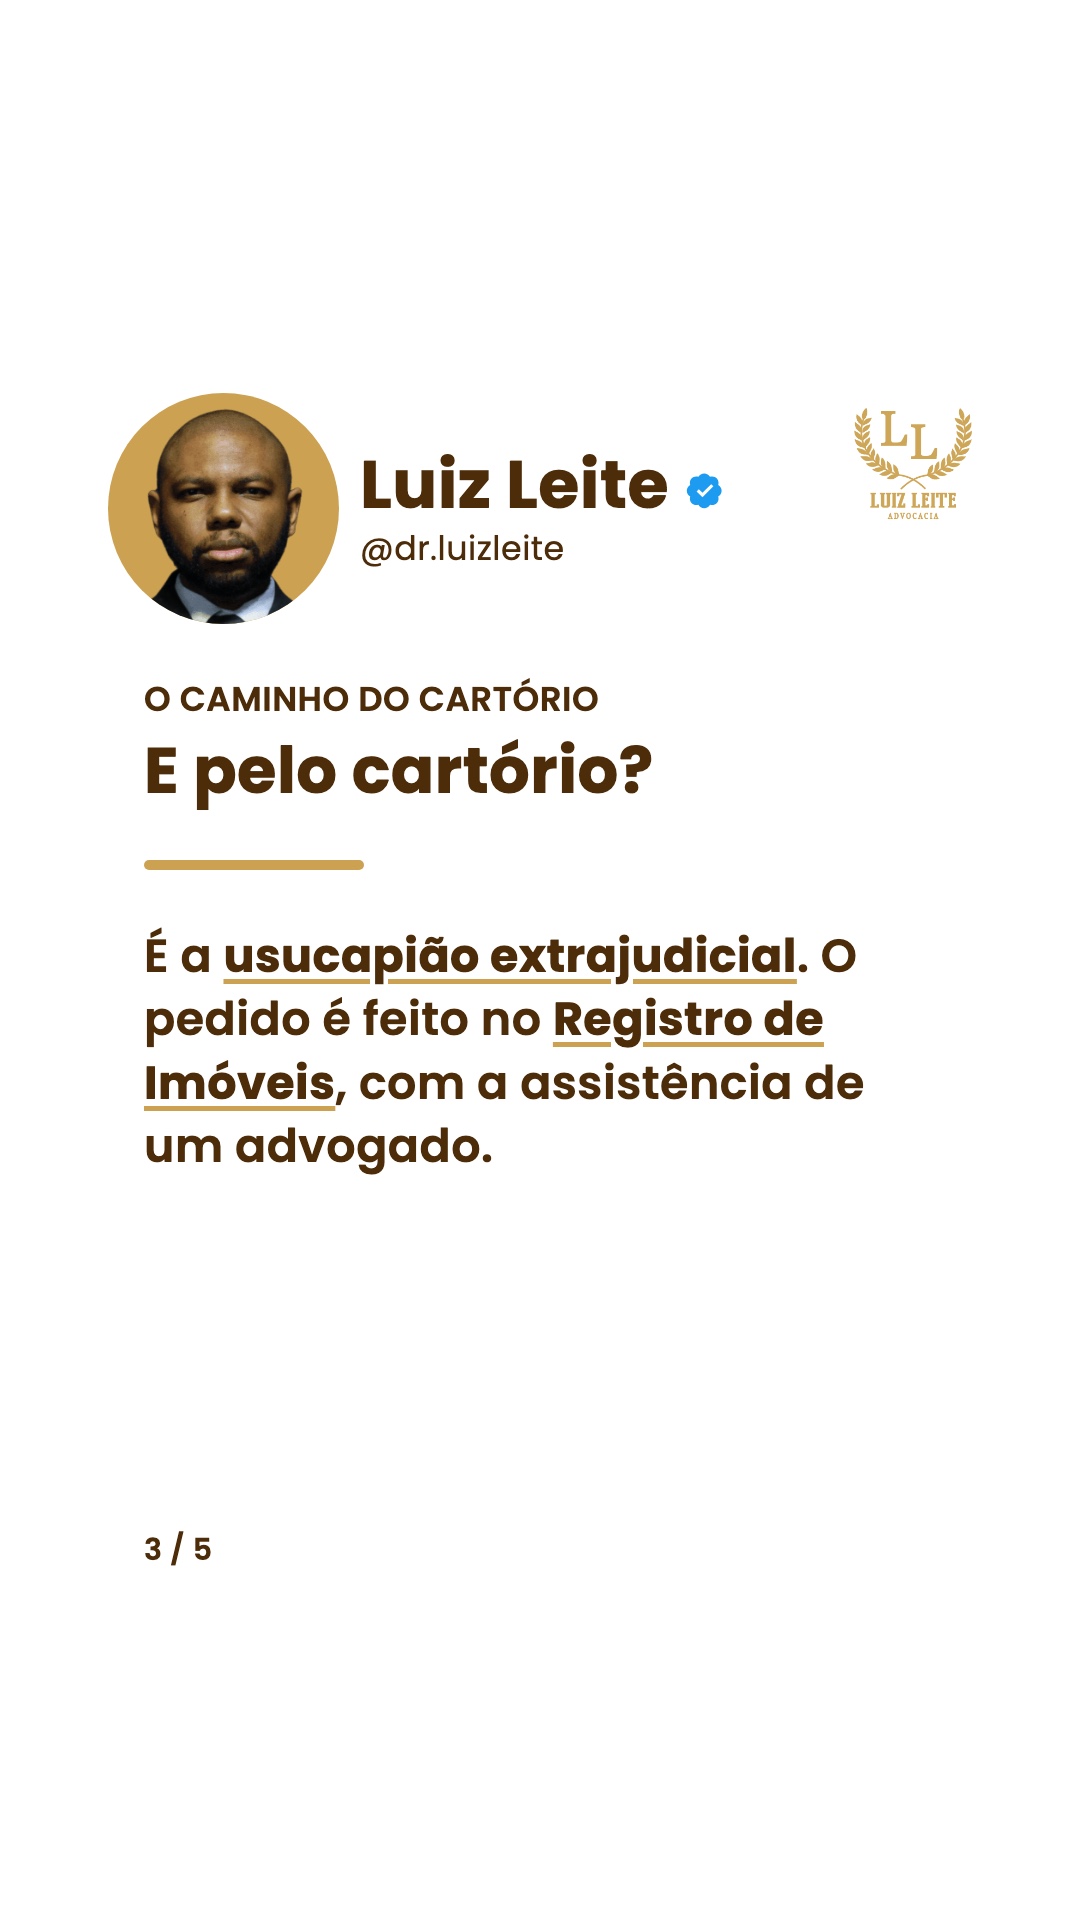 Luiz Leite
@dr.luizleite
LL
LUIZ LEITE
ADVOCACIA
O CAMINHO DO CARTÓRIO
E pelo cartório?
É a usucapião extrajudicial. O
pedido é feito no Registro de
Imóveis, com a assistência de
um advogado.
3 / 5